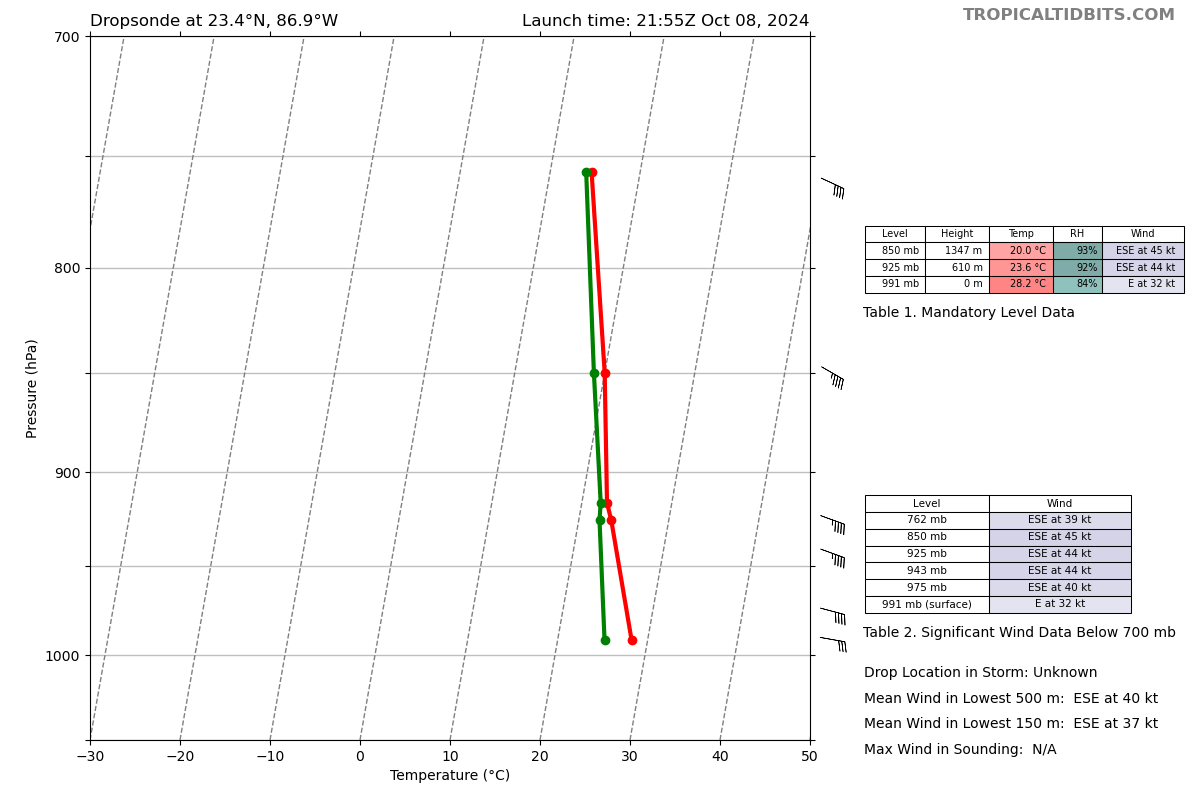 Dropsonde at 23.4°N, 86.9°W
Launch time: 21:55Z Oct 08, 2024
TROPICALTIDBITS.COM
700
800
900
1000
Pressure (hPa)
−30 −20 −10 0 10 20 30 40 50
Temperature (°C)
Level Height Temp RH Wind
850 mb 1347 m 20.0 °C 93% ESE at 45 kt
925 mb 610 m 23.6 °C 92% ESE at 44 kt
991 mb 0 m 28.2 °C 84% E at 32 kt
Table 1. Mandatory Level Data
Level Wind
762 mb ESE at 39 kt
850 mb ESE at 45 kt
925 mb ESE at 44 kt
943 mb ESE at 44 kt
975 mb ESE at 40 kt
991 mb (surface) E at 32 kt
Table 2. Significant Wind Data Below 700 mb
Drop Location in Storm: Unknown
Mean Wind in Lowest 500 m: ESE at 40 kt
Mean Wind in Lowest 150 m: ESE at 37 kt
Max Wind in Sounding: N/A